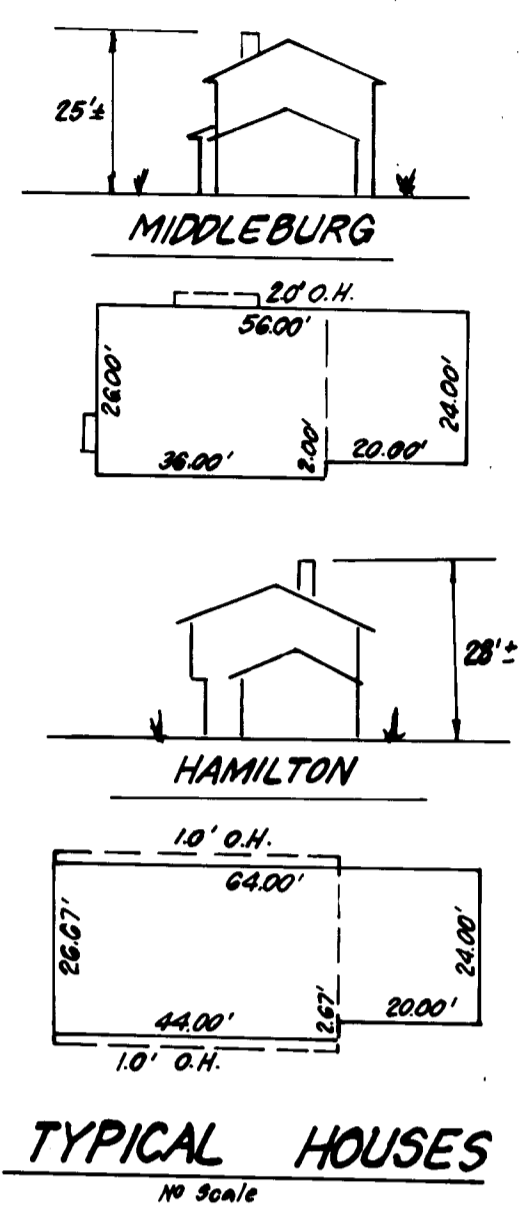 25'±
MIDDLEBURG
2.0' O.H.
56.00'
26.00'
24.00'
36.00'
2.00'
20.00'
28'±
HAMILTON
1.0' O.H.
64.00'
26.67'
24.00'
44.00'
2.67'
20.00'
1.0' O.H.
TYPICAL HOUSES
No Scale